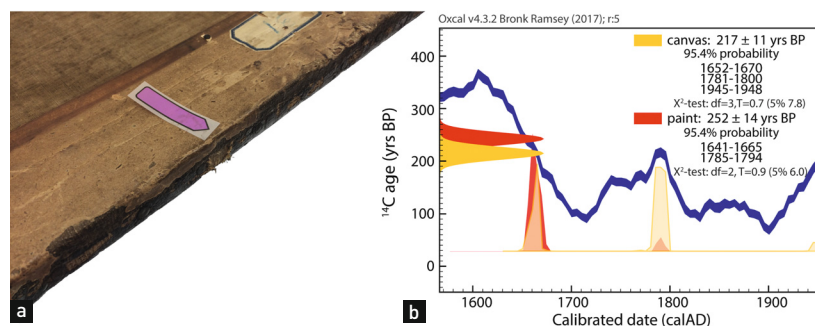 Oxcal v4.3.2 Bronk Ramsey (2017); r:5
canvas: 217 ± 11 yrs BP
95.4% probability
1652-1670
1781-1800
1945-1948
X²-test: df=3,T=0.7 (5% 7.8)
paint: 252 ± 14 yrs BP
95.4% probability
1641-1665
1785-1794
X²-test: df=2, T=0.9 (5% 6.0)
¹⁴C age (yrs BP)
400
300
200
100
0
1600
1700
1800
1900
Calibrated date (calAD)
a
b